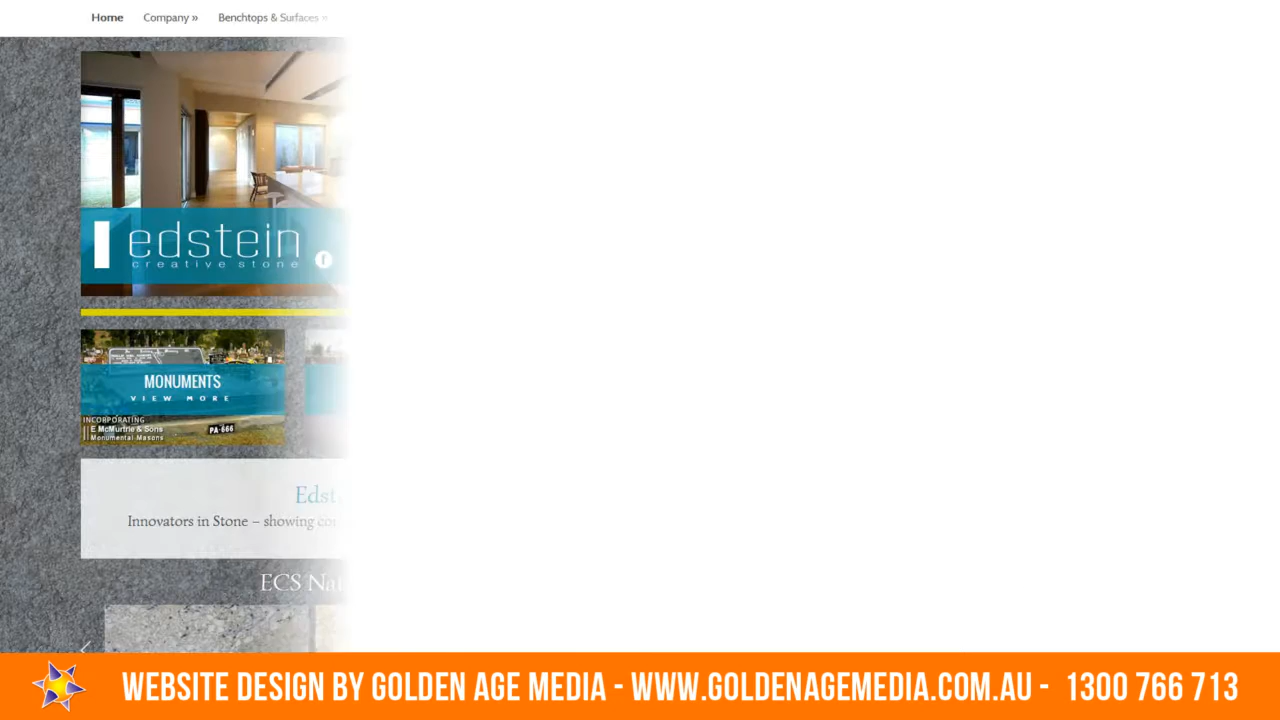 Home Company » Benchtops & Surfaces »
edstein
creative stone
f
MONUMENTS
VIEW MORE
INCORPORATING
E McMurtrie & Sons
Monumental Masons
PA·666
Innovators in Stone – showing
ECS
WEBSITE DESIGN BY GOLDEN AGE MEDIA - WWW.GOLDENAGEMEDIA.COM.AU - 1300 766 713